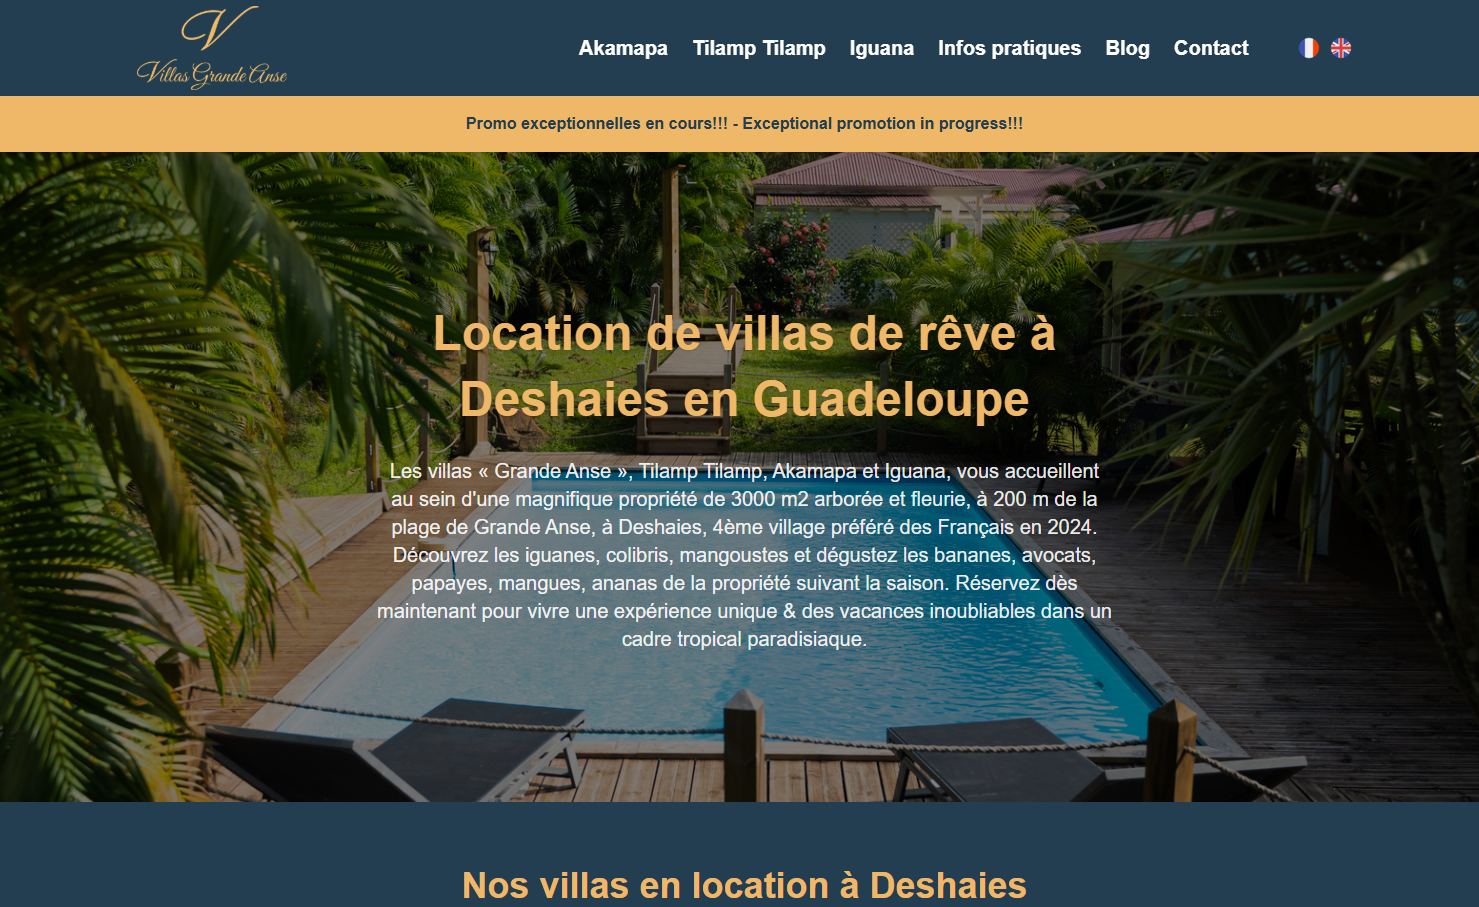 V
Villas Grande Anse
Akamapa Tilamp Tilamp Iguana Infos pratiques Blog Contact
Promo exceptionnelles en cours!!! - Exceptional promotion in progress!!!
Location de villas de rêve à
Deshaies en Guadeloupe
Les villas « Grande Anse », Tilamp Tilamp, Akamapa et Iguana, vous accueillent
au sein d'une magnifique propriété de 3000 m2 arborée et fleurie, à 200 m de la
plage de Grande Anse, à Deshaies, 4ème village préféré des Français en 2024.
Découvrez les iguanes, colibris, mangoustes et dégustez les bananes, avocats,
papayes, mangues, ananas de la propriété suivant la saison. Réservez dès
maintenant pour vivre une expérience unique & des vacances inoubliables dans un
cadre tropical paradisiaque.
Nos villas en location à Deshaies